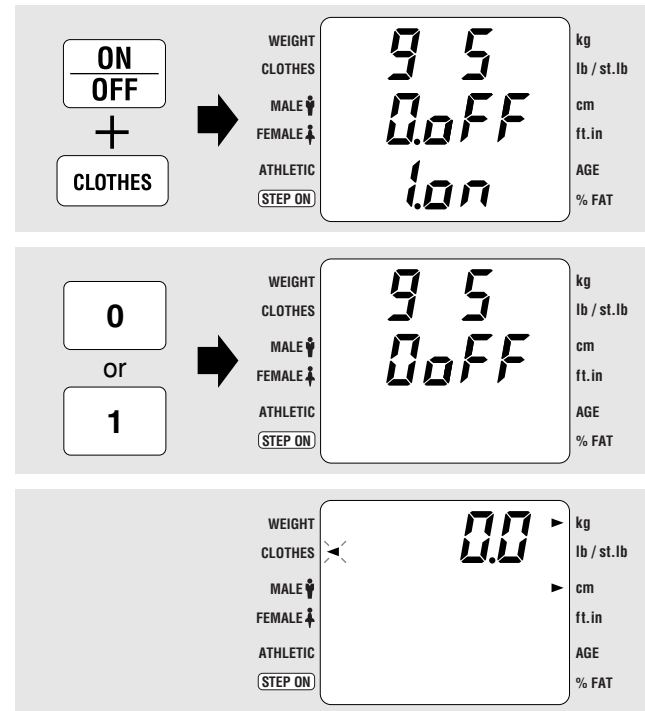 ON
OFF
+
CLOTHES
WEIGHT 9 5 kg
CLOTHES lb / st.lb
MALE 0.oFF cm
FEMALE ft.in
ATHLETIC 1.on AGE
STEP ON % FAT
0
or
1
WEIGHT 9 5 kg
CLOTHES lb / st.lb
MALE 0oFF cm
FEMALE ft.in
ATHLETIC AGE
STEP ON % FAT
WEIGHT 0.0 kg
CLOTHES lb / st.lb
MALE cm
FEMALE ft.in
ATHLETIC AGE
STEP ON % FAT